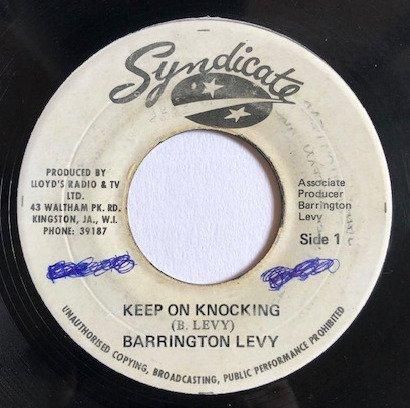 Syndicate
PRODUCED BY
LLOYD'S RADIO & TV
LTD.
43 WALTHAM PK. RD.
KINGSTON, JA., W.I.
PHONE: 39187
Associate
Producer
Barrington
Levy
Side 1
KEEP ON KNOCKING
(B. LEVY)
BARRINGTON LEVY
UNAUTHORISED COPYING, BROADCASTING, PUBLIC PERFORMANCE PROHIBITED